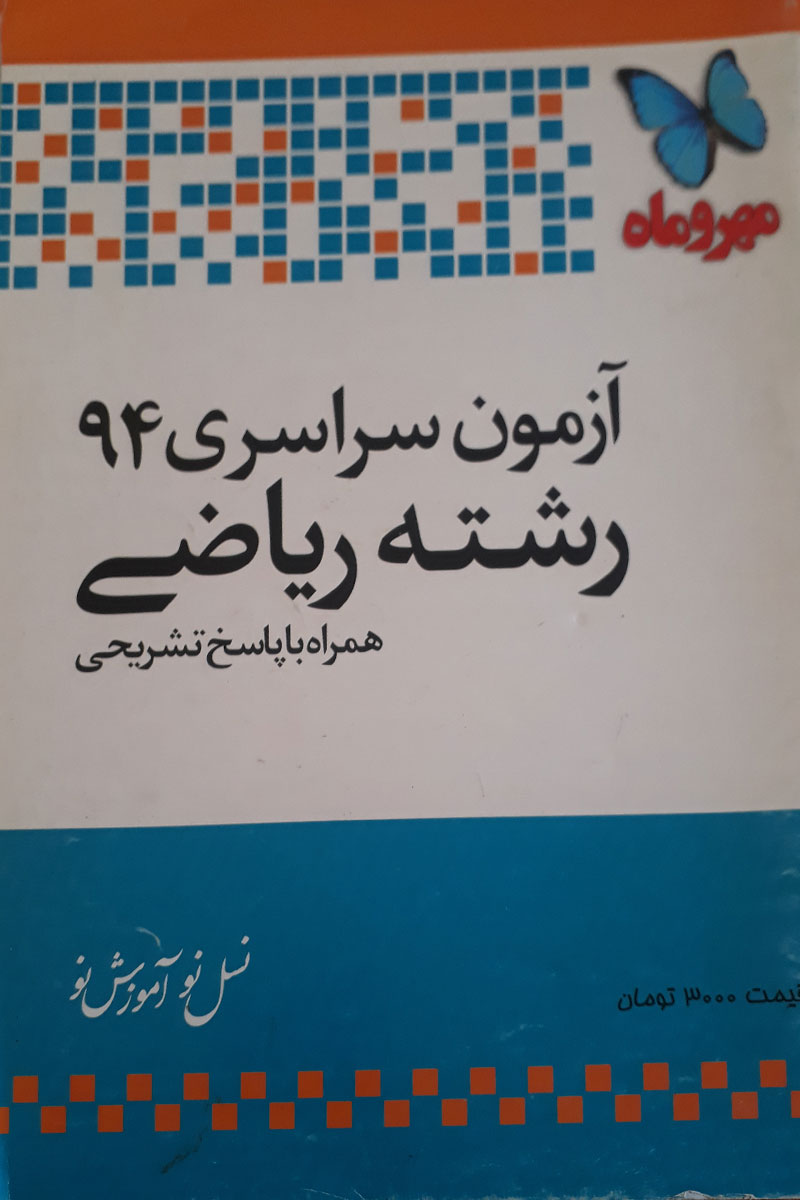 مهروماه
آزمون سراسری ۹۴
رشته ریاضی
همراه با پاسخ تشریحی
نسل نو آموزش نو
قیمت ۳۰۰۰ تومان